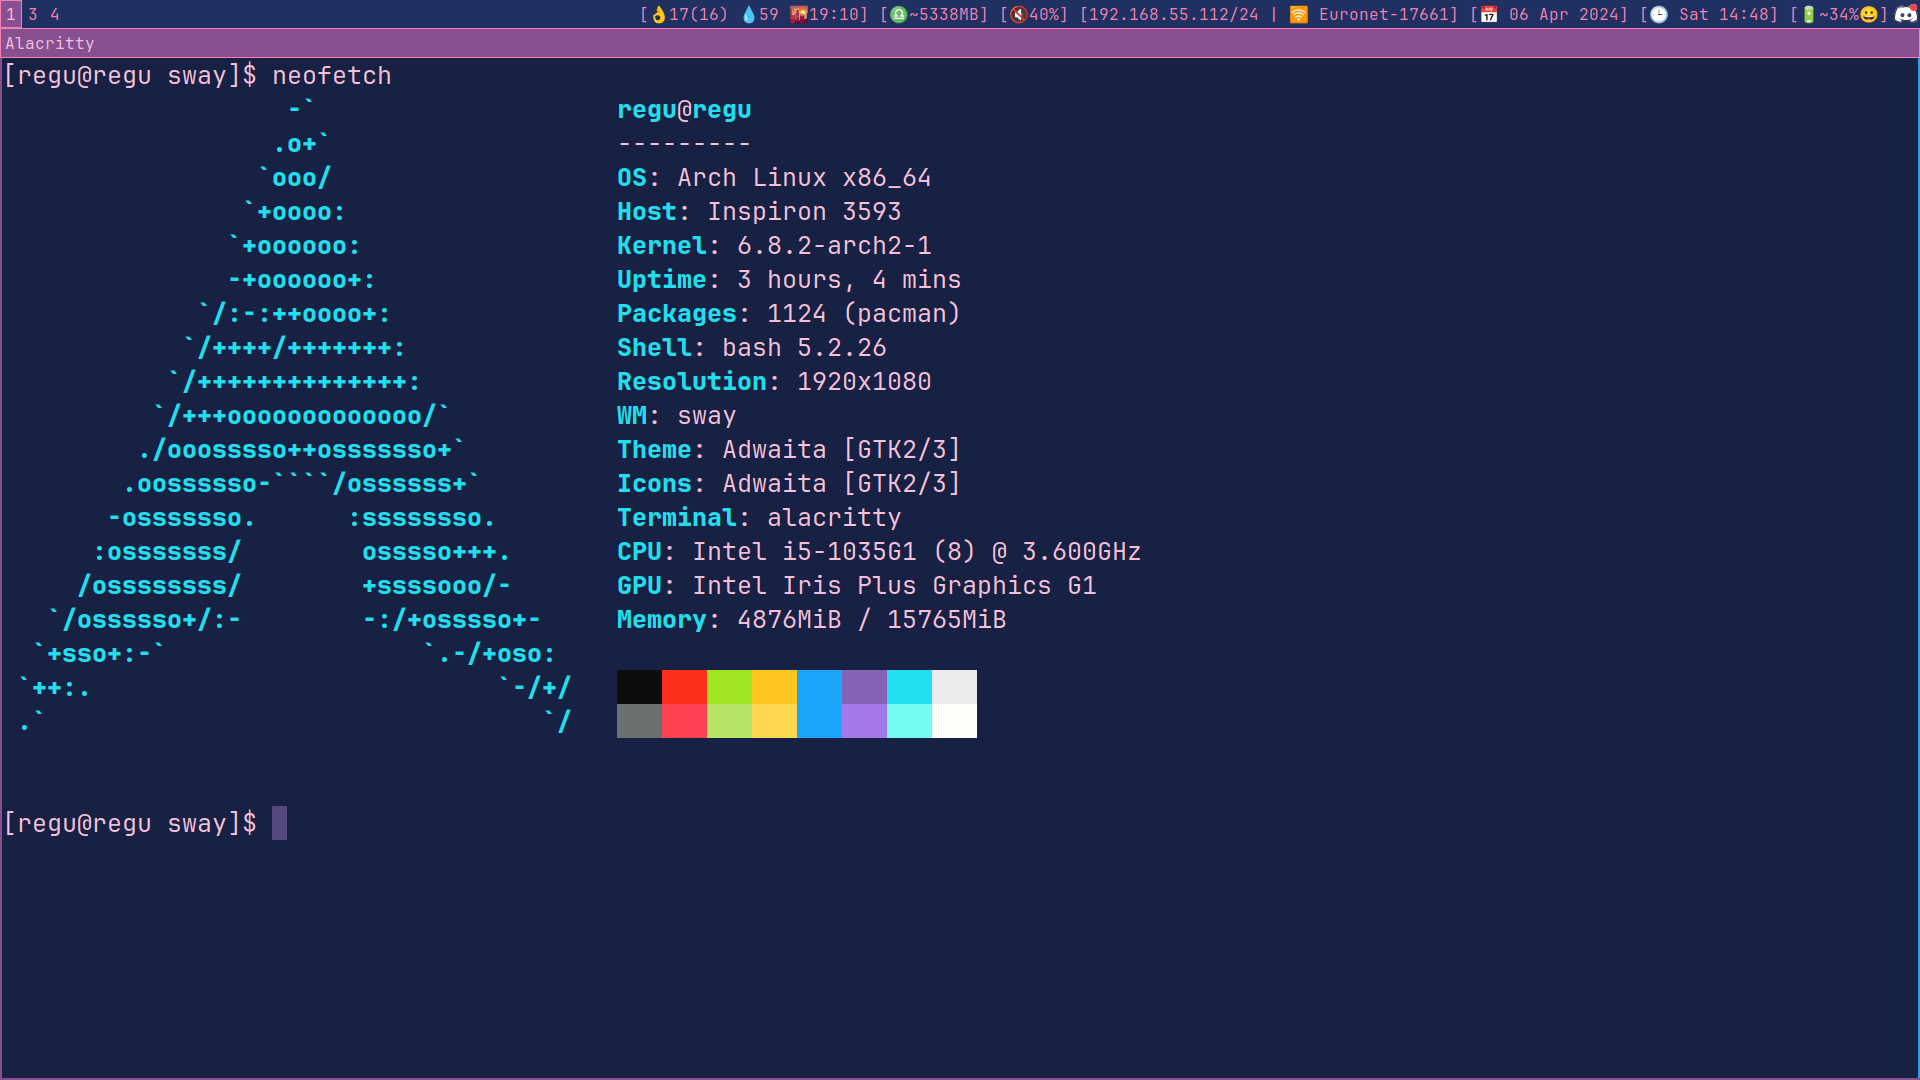 1 3 4 [👌17(16) 💧59 🌇19:10] [♎~5338MB] [🔇40%] [192.168.55.112/24 | 🛜 Euronet-17661] [📅 06 Apr 2024] [🕒 Sat 14:48] [🔋~34%😀]
Alacritty
[regu@regu sway]$ neofetch
                   -`                    regu@regu
                  .o+`                   ---------
                 `ooo/                   OS: Arch Linux x86_64
                `+oooo:                  Host: Inspiron 3593
               `+oooooo:                 Kernel: 6.8.2-arch2-1
               -+oooooo+:                Uptime: 3 hours, 4 mins
             `/:-:++oooo+:               Packages: 1124 (pacman)
            `/++++/+++++++:              Shell: bash 5.2.26
           `/++++++++++++++:             Resolution: 1920x1080
          `/+++ooooooooooooo/`           WM: sway
         ./ooosssso++osssssso+`          Theme: Adwaita [GTK2/3]
        .oossssso-````/ossssss+`         Icons: Adwaita [GTK2/3]
       -osssssso.      :ssssssso.        Terminal: alacritty
      :osssssss/        osssso+++.       CPU: Intel i5-1035G1 (8) @ 3.600GHz
     /ossssssss/        +ssssooo/-       GPU: Intel Iris Plus Graphics G1
   `/ossssso+/:-        -:/+osssso+-     Memory: 4876MiB / 15765MiB
  `+sso+:-`                 `.-/+oso:
 `++:.                           `-/+/
 .`                                 `/
[regu@regu sway]$